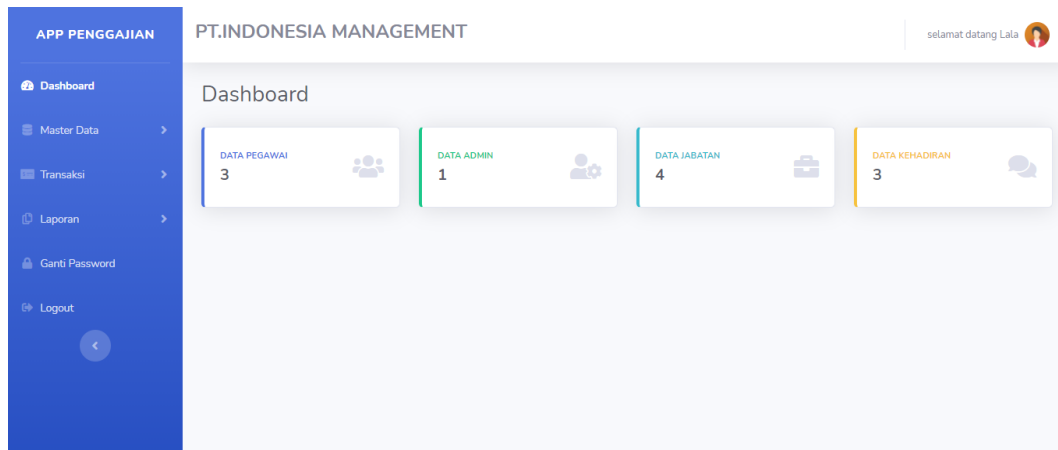 APP PENGGAJIAN
Dashboard
Master Data
Transaksi
Laporan
Ganti Password
Logout
PT.INDONESIA MANAGEMENT
selamat datang Lala
Dashboard
DATA PEGAWAI
3
DATA ADMIN
1
DATA JABATAN
4
DATA KEHADIRAN
3